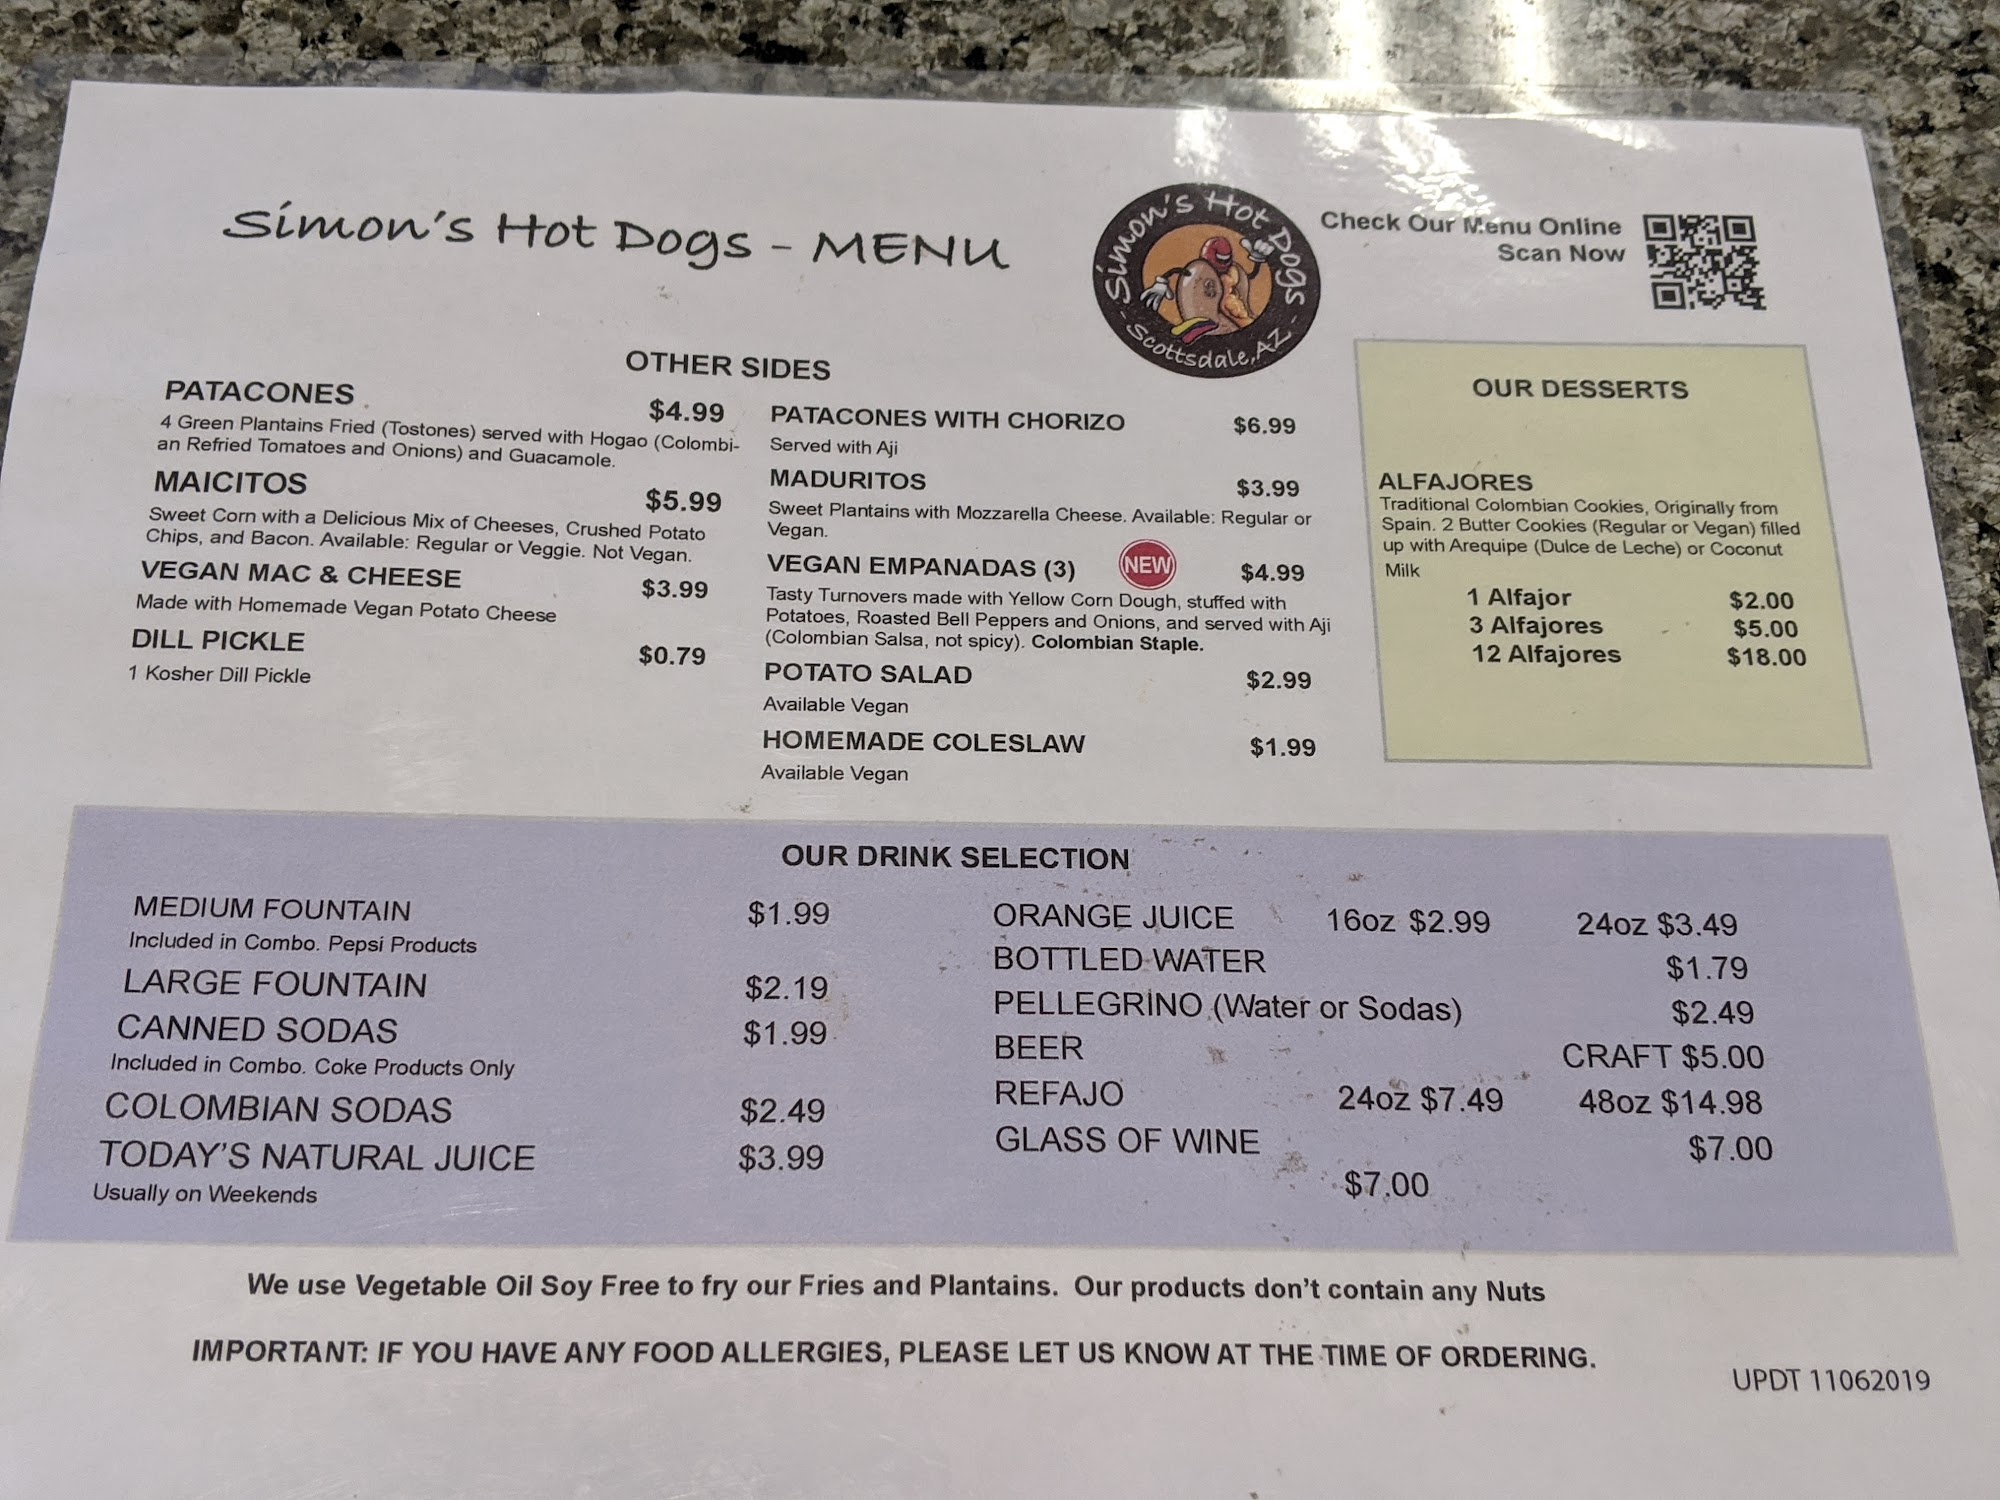 Simon's Hot Dogs - MENU
Simon's Hot Dogs
- Scottsdale, AZ -
Check Our Menu Online
Scan Now
OTHER SIDES
PATACONES $4.99
4 Green Plantains Fried (Tostones) served with Hogao (Colombi-
an Refried Tomatoes and Onions) and Guacamole.
MAICITOS $5.99
Sweet Corn with a Delicious Mix of Cheeses, Crushed Potato
Chips, and Bacon. Available: Regular or Veggie. Not Vegan.
VEGAN MAC & CHEESE $3.99
Made with Homemade Vegan Potato Cheese
DILL PICKLE $0.79
1 Kosher Dill Pickle
PATACONES WITH CHORIZO $6.99
Served with Aji
MADURITOS $3.99
Sweet Plantains with Mozzarella Cheese. Available: Regular or
Vegan.
VEGAN EMPANADAS (3) NEW $4.99
Tasty Turnovers made with Yellow Corn Dough, stuffed with
Potatoes, Roasted Bell Peppers and Onions, and served with Aji
(Colombian Salsa, not spicy). Colombian Staple.
POTATO SALAD $2.99
Available Vegan
HOMEMADE COLESLAW $1.99
Available Vegan
OUR DESSERTS
ALFAJORES
Traditional Colombian Cookies, Originally from
Spain. 2 Butter Cookies (Regular or Vegan) filled
up with Arequipe (Dulce de Leche) or Coconut
Milk
1 Alfajor $2.00
3 Alfajores $5.00
12 Alfajores $18.00
OUR DRINK SELECTION
MEDIUM FOUNTAIN $1.99
Included in Combo. Pepsi Products
LARGE FOUNTAIN $2.19
CANNED SODAS $1.99
Included in Combo. Coke Products Only
COLOMBIAN SODAS $2.49
TODAY'S NATURAL JUICE $3.99
Usually on Weekends
ORANGE JUICE 16oz $2.99 24oz $3.49
BOTTLED WATER $1.79
PELLEGRINO (Water or Sodas) $2.49
BEER CRAFT $5.00
REFAJO 24oz $7.49 48oz $14.98
GLASS OF WINE $7.00
$7.00
We use Vegetable Oil Soy Free to fry our Fries and Plantains. Our products don't contain any Nuts
IMPORTANT: IF YOU HAVE ANY FOOD ALLERGIES, PLEASE LET US KNOW AT THE TIME OF ORDERING.
UPDT 11062019